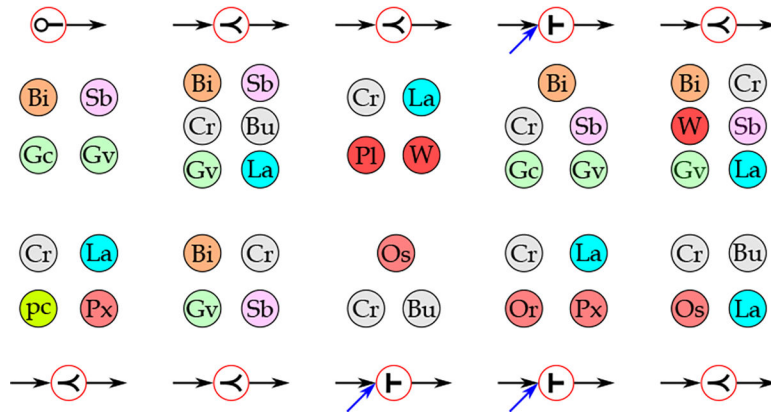 Bi Sb Bi Sb Cr La Bi Bi Cr
Cr Bu Cr Sb W Sb
Gc Gv Gv La Pl W Gc Gv Gv La
Cr La Bi Cr Os Cr La Cr Bu
pc Px Gv Sb Cr Bu Or Px Os La